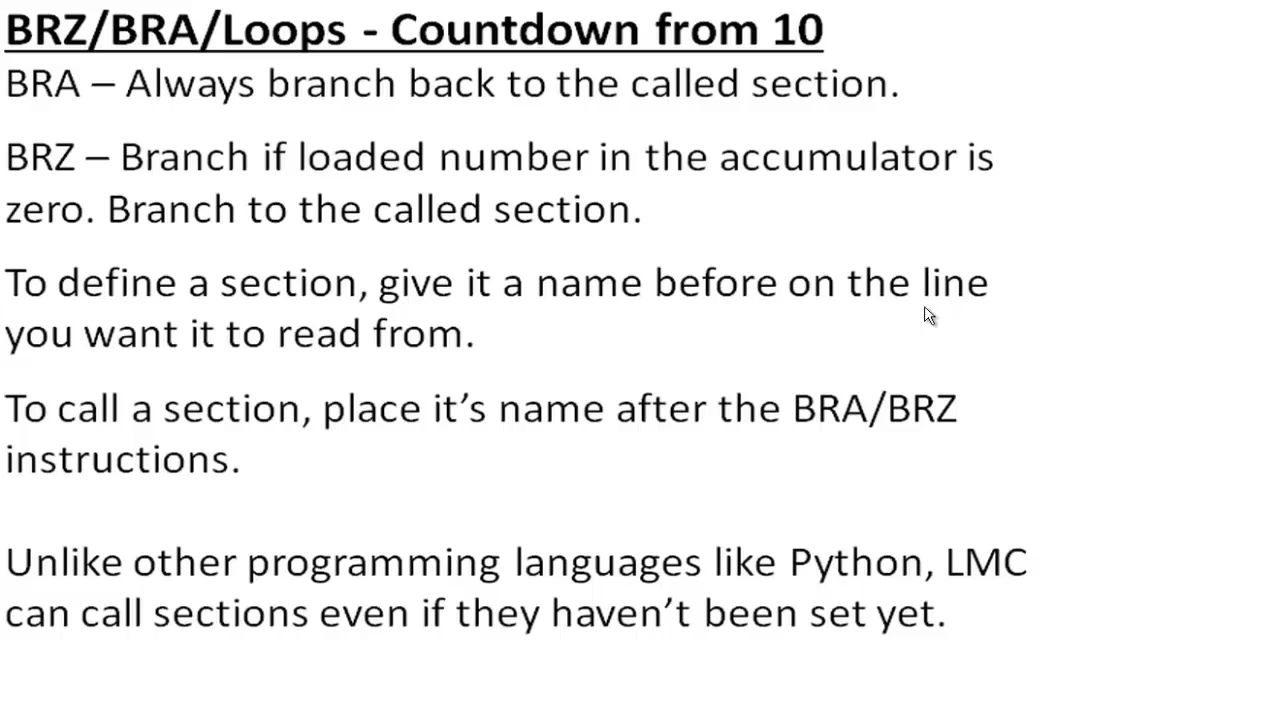 BRZ/BRA/Loops - Countdown from 10
BRA – Always branch back to the called section.
BRZ – Branch if loaded number in the accumulator is
zero. Branch to the called section.
To define a section, give it a name before on the line
you want it to read from.
To call a section, place it’s name after the BRA/BRZ
instructions.
Unlike other programming languages like Python, LMC
can call sections even if they haven’t been set yet.